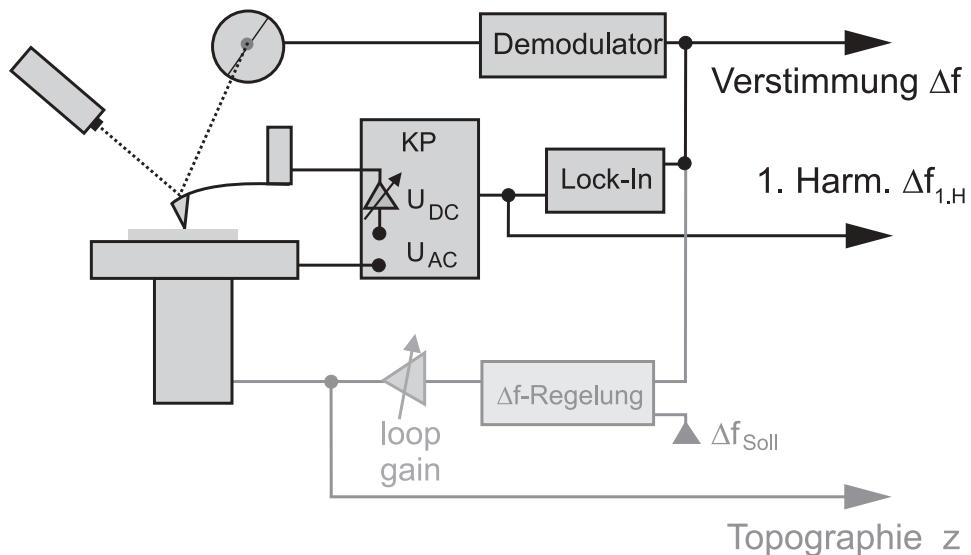 Demodulator
Verstimmung Δf
KP
U_DC
U_AC
Lock-In
1. Harm. Δf_1.H
Δf-Regelung
loop
gain
Δf_Soll
Topographie z